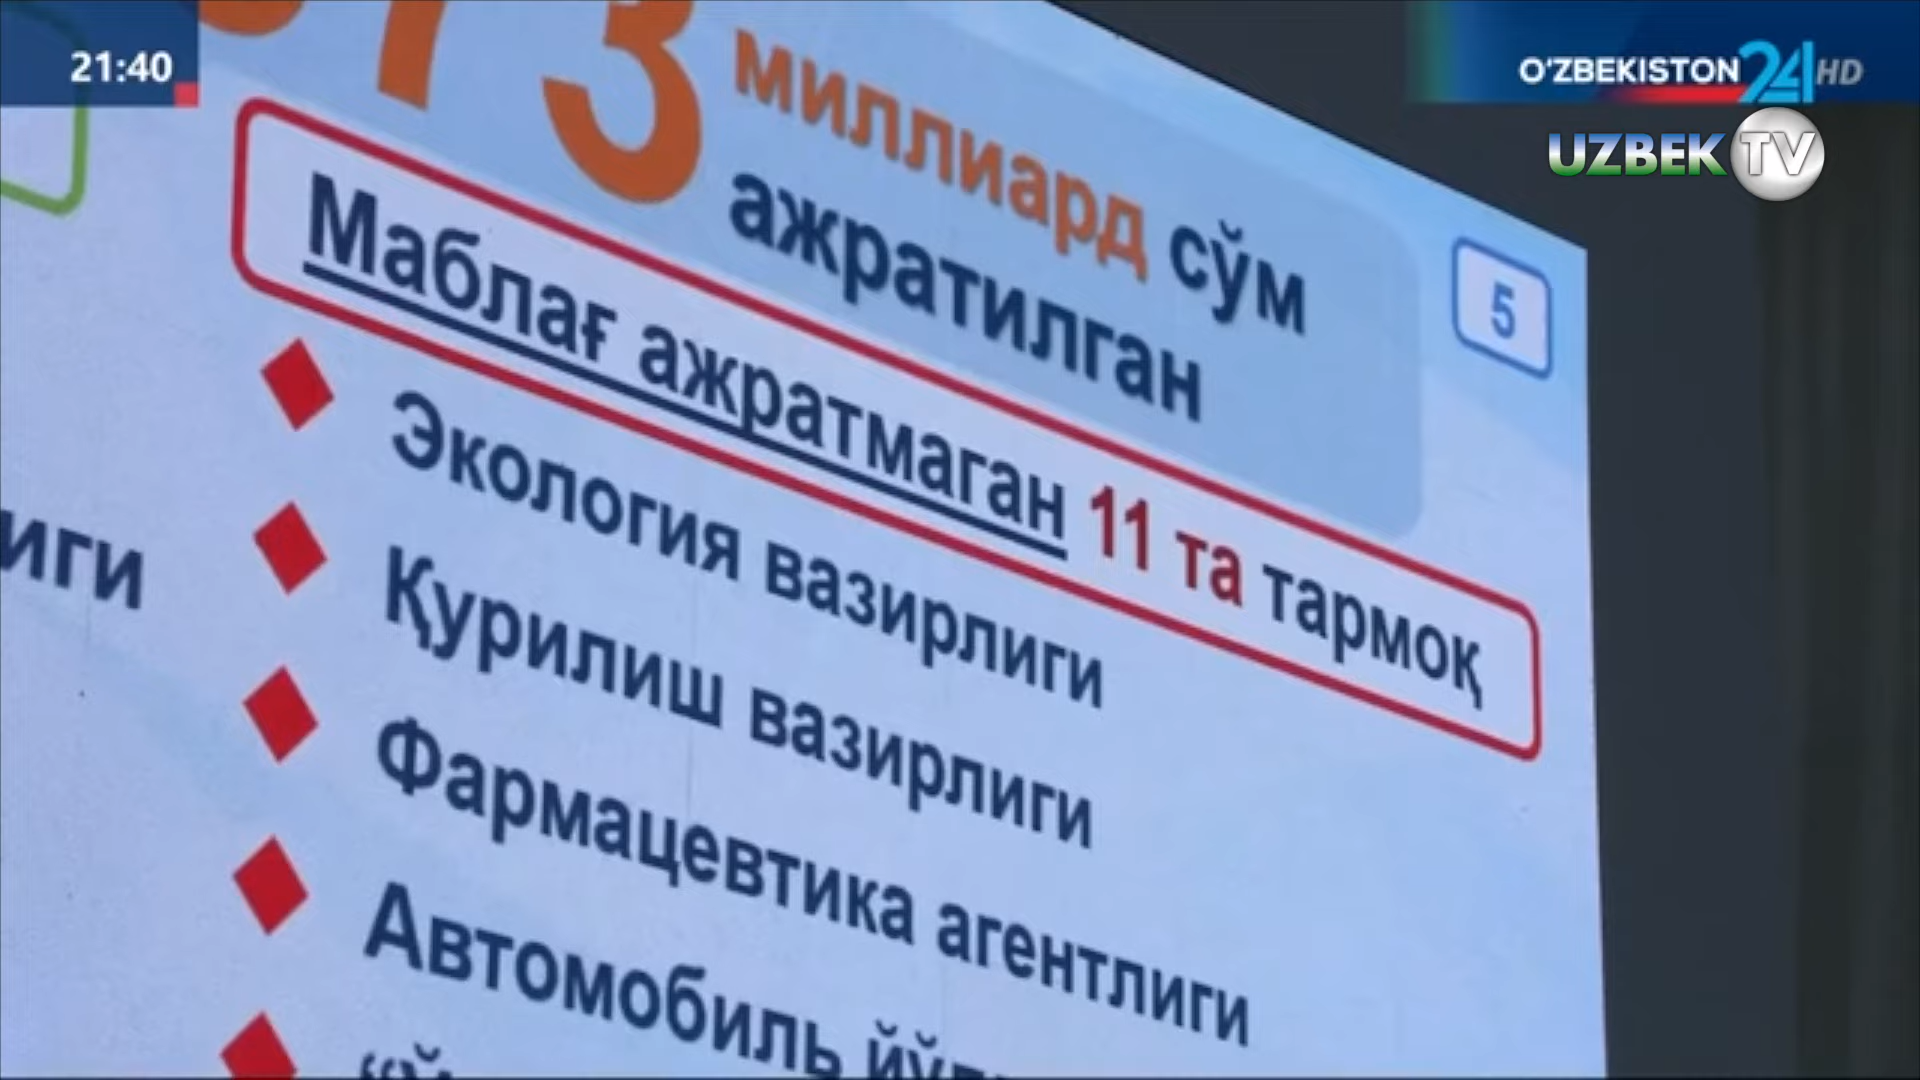 21:40
O'ZBEKISTON 24 HD
UZBEK TV
3 миллиард сўм
ажратилган
5
Маблағ ажратмаган 11 та тармоқ
Экология вазирлиги
Қурилиш вазирлиги
Фармацевтика агентлиги
Автомобиль